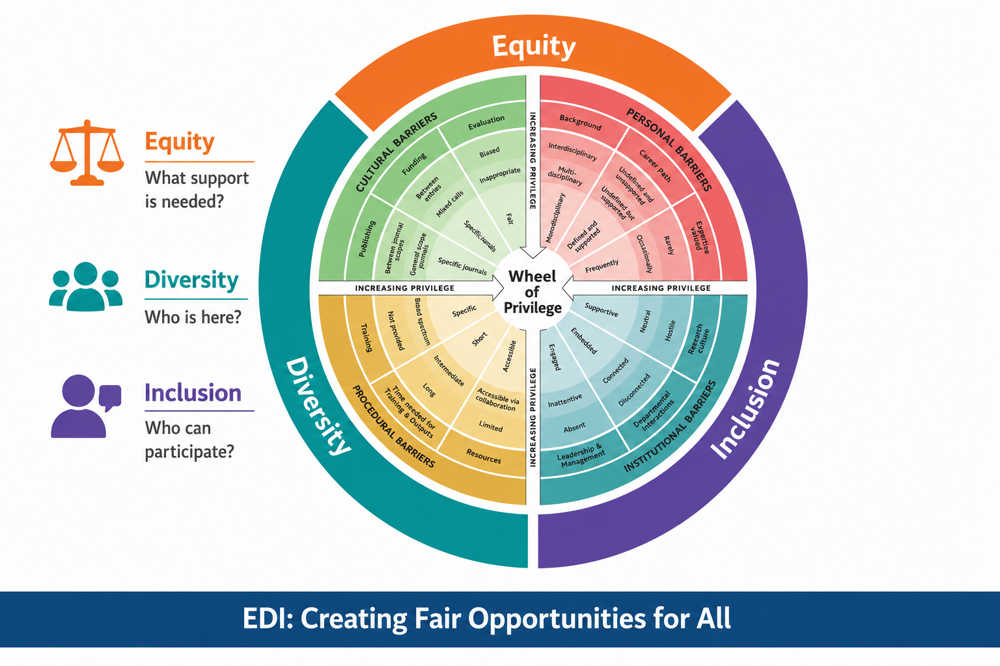 Equity
Equity
What support
is needed?
Diversity
Who is here?
Inclusion
Who can
participate?
Diversity
Inclusion
CULTURAL BARRIERS
Evaluation
Biased
Inappropriate
Fair
Funding
Between
entries
Mixed calls
Publishing
Between journal
scopes
General scope
journals
Specific journals
PERSONAL BARRIERS
Background
Interdisciplinary
Multi-
disciplinary
Monodisciplinary
Career Path
Undefined and
unsupported
Undefined but
supported
Defined and
supported
Expertise
valued
Rarely
Occasionally
Frequently
INCREASING PRIVILEGE
INCREASING PRIVILEGE
INCREASING PRIVILEGE
INCREASING PRIVILEGE
Wheel
of
Privilege
PROCEDURAL BARRIERS
Training
Not provided
Broad spectrum
Specific
Time needed for
Training & Outputs
Long
Intermediate
Short
Resources
Limited
Accessible via
collaboration
Accessible
INSTITUTIONAL BARRIERS
Research
culture
Hostile
Neutral
Supportive
Departmental
Interactions
Disconnected
Connected
Embedded
Leadership &
Management
Absent
Inattentive
Engaged
EDI: Creating Fair Opportunities for All